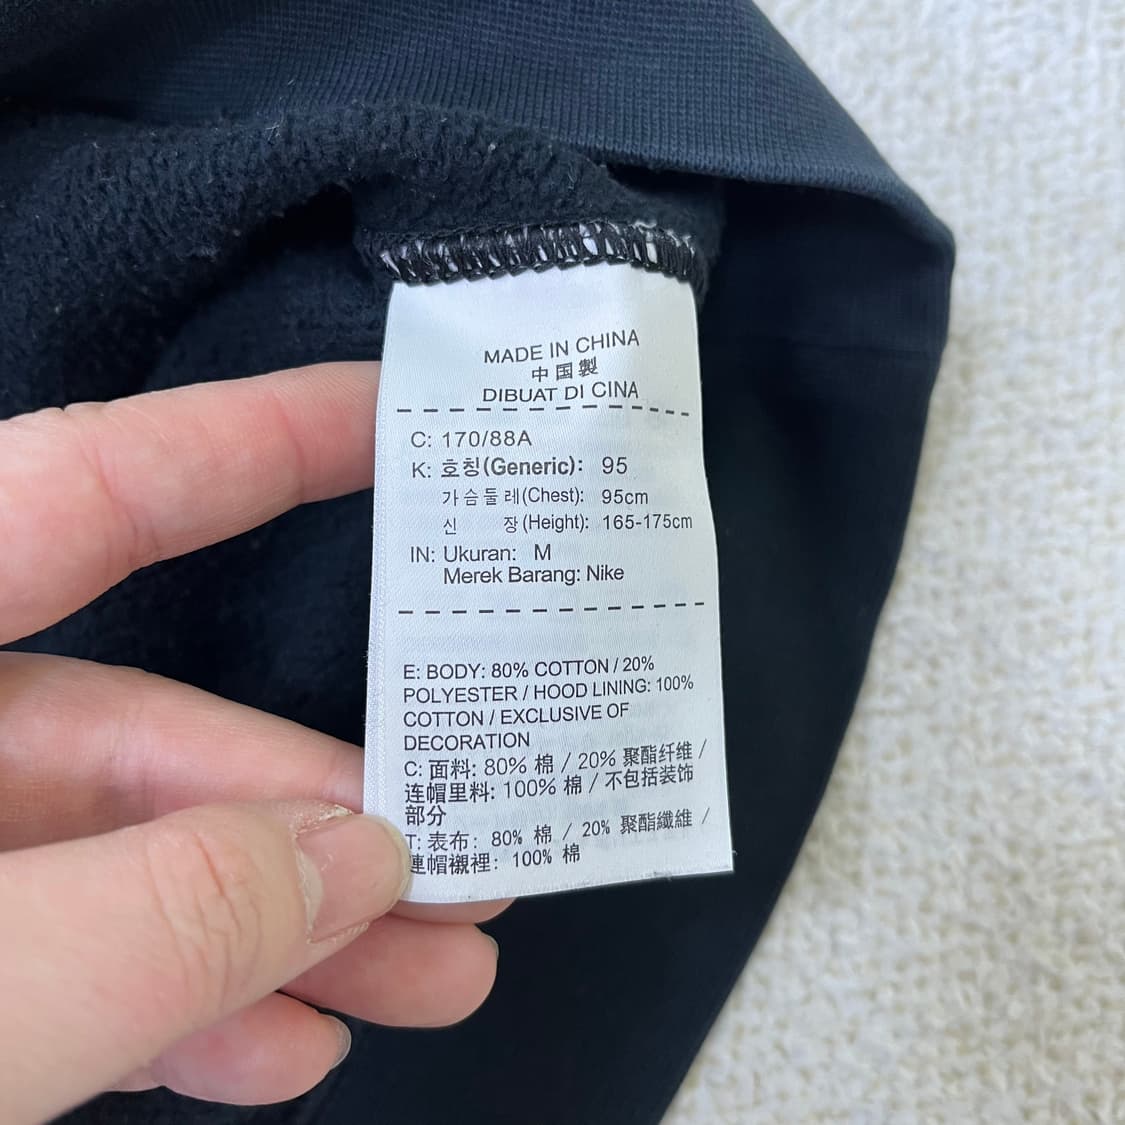 MADE IN CHINA
中国製
DIBUAT DI CINA
C: 170/88A
K: 호칭(Generic): 95
가슴둘레(Chest): 95cm
신 장(Height): 165-175cm
IN: Ukuran: M
Merek Barang: Nike
E: BODY: 80% COTTON / 20%
POLYESTER / HOOD LINING: 100%
COTTON / EXCLUSIVE OF
DECORATION
C: 面料: 80% 棉 / 20% 聚酯纤维 /
连帽里料: 100% 棉 / 不包括装饰
部分
T: 表布: 80% 棉 / 20% 聚酯纖維 /
連帽襯裡: 100% 棉